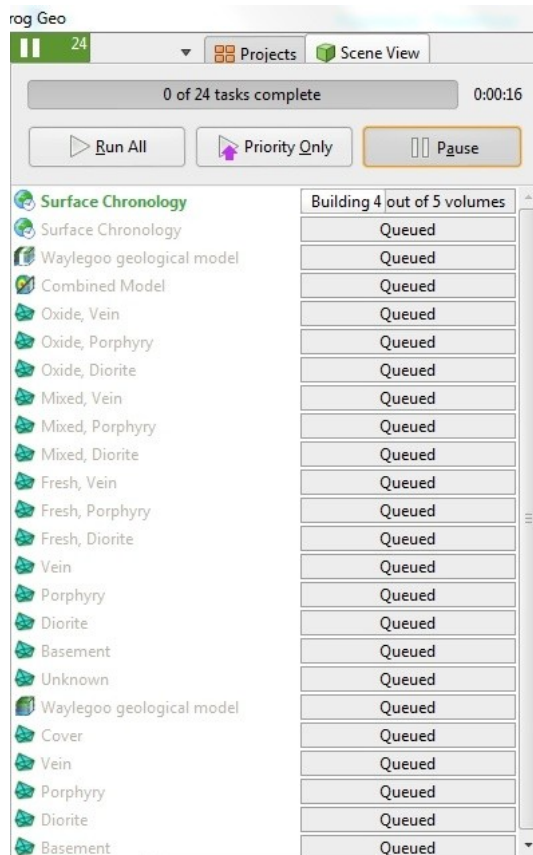 rog Geo
24
Projects
Scene View
0 of 24 tasks complete
0:00:16
Run All
Priority Only
Pause
Surface Chronology Building 4 out of 5 volumes
Surface Chronology Queued
Waylegoo geological model Queued
Combined Model Queued
Oxide, Vein Queued
Oxide, Porphyry Queued
Oxide, Diorite Queued
Mixed, Vein Queued
Mixed, Porphyry Queued
Mixed, Diorite Queued
Fresh, Vein Queued
Fresh, Porphyry Queued
Fresh, Diorite Queued
Vein Queued
Porphyry Queued
Diorite Queued
Basement Queued
Unknown Queued
Waylegoo geological model Queued
Cover Queued
Vein Queued
Porphyry Queued
Diorite Queued
Basement Queued